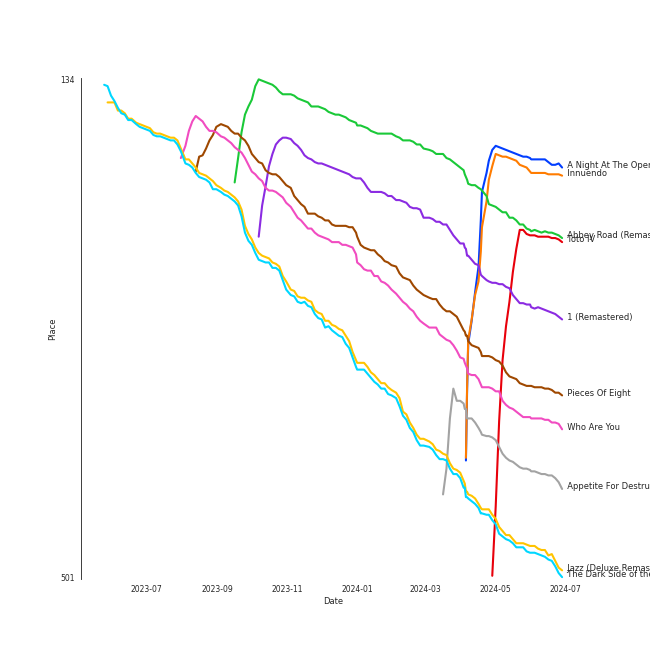 134
A Night At The Oper
Innuendo
Abbey Road (Remas
Toto IV
1 (Remastered)
Place
Pieces Of Eight
Who Are You
Appetite For Destru
Jazz (Deluxe Remas
The Dark Side of the
501
2023-07 2023-09 2023-11 2024-01 2024-03 2024-05 2024-07
Date